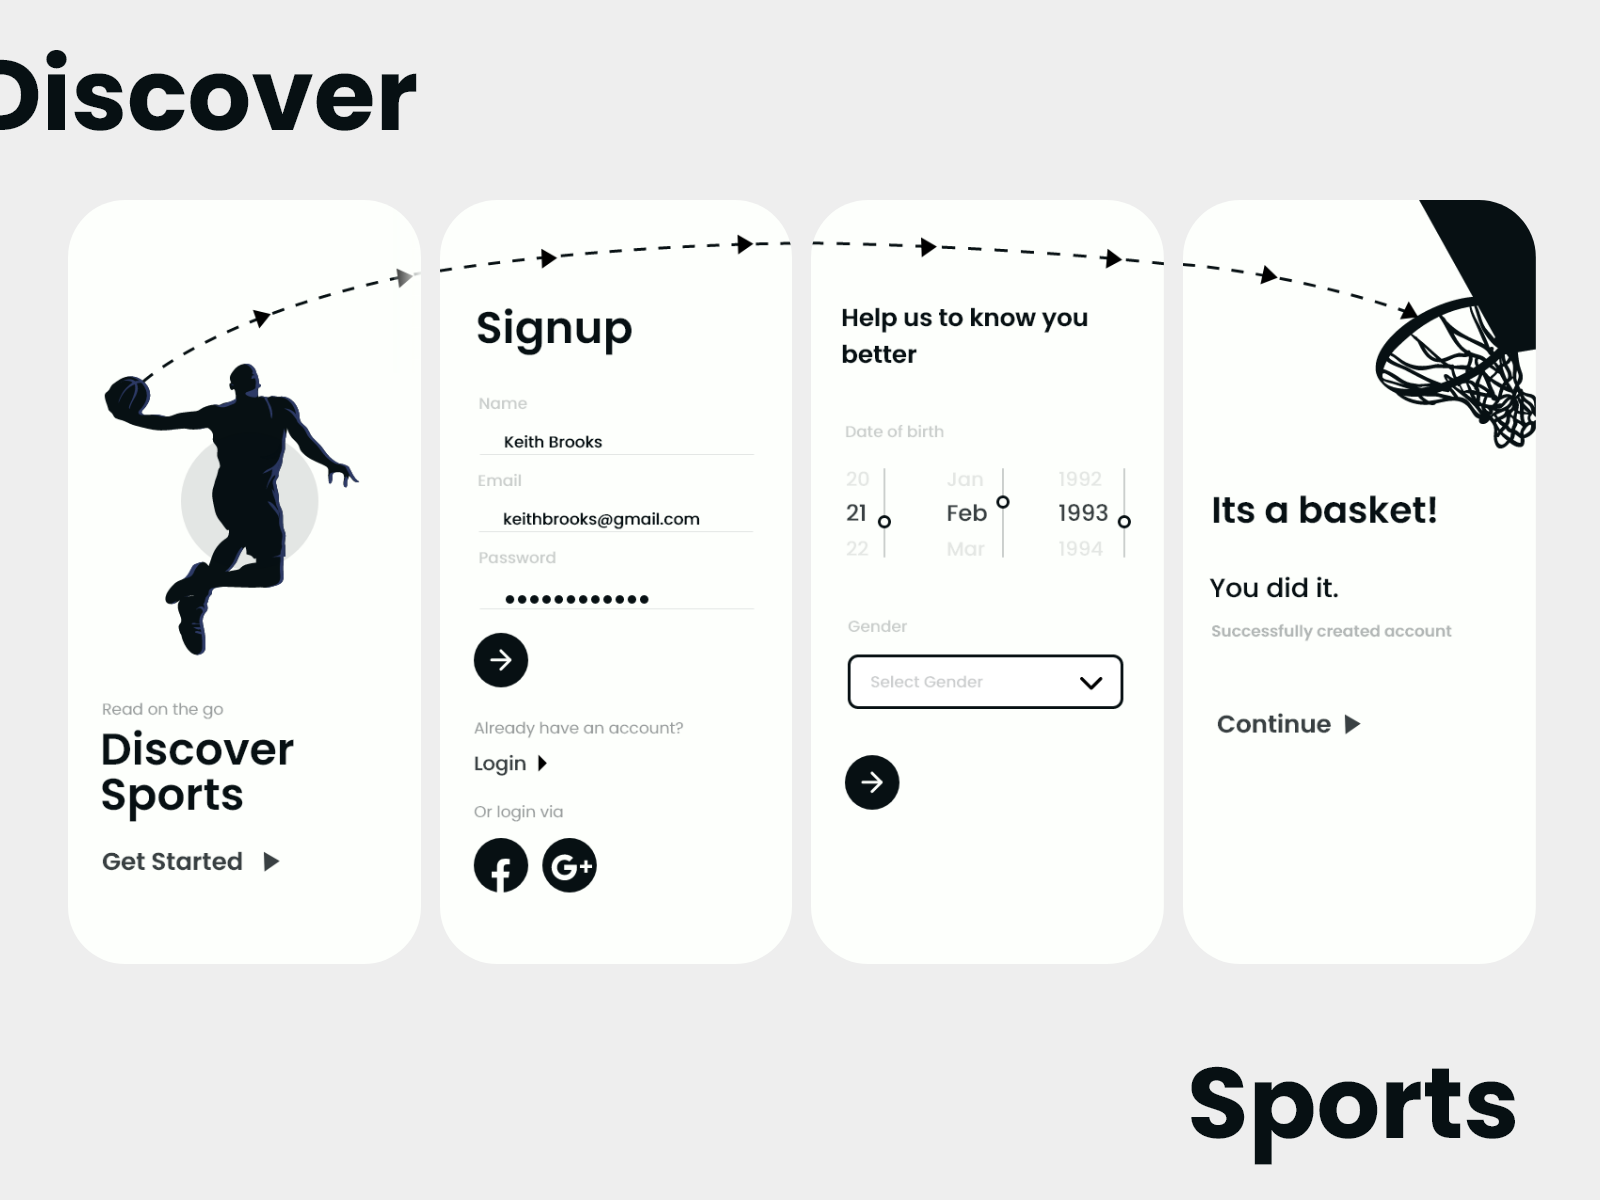 Discover
Read on the go
Discover
Sports
Get Started
Signup
Name
Keith Brooks
Email
keithbrooks@gmail.com
Password
●●●●●●●●●●●●
Already have an account?
Login
Or login via
f G+
Help us to know you
better
Date of birth
20 Jan 1992
21 Feb 1993
22 Mar 1994
Gender
Select Gender
Its a basket!
You did it.
Successfully created account
Continue
Sports